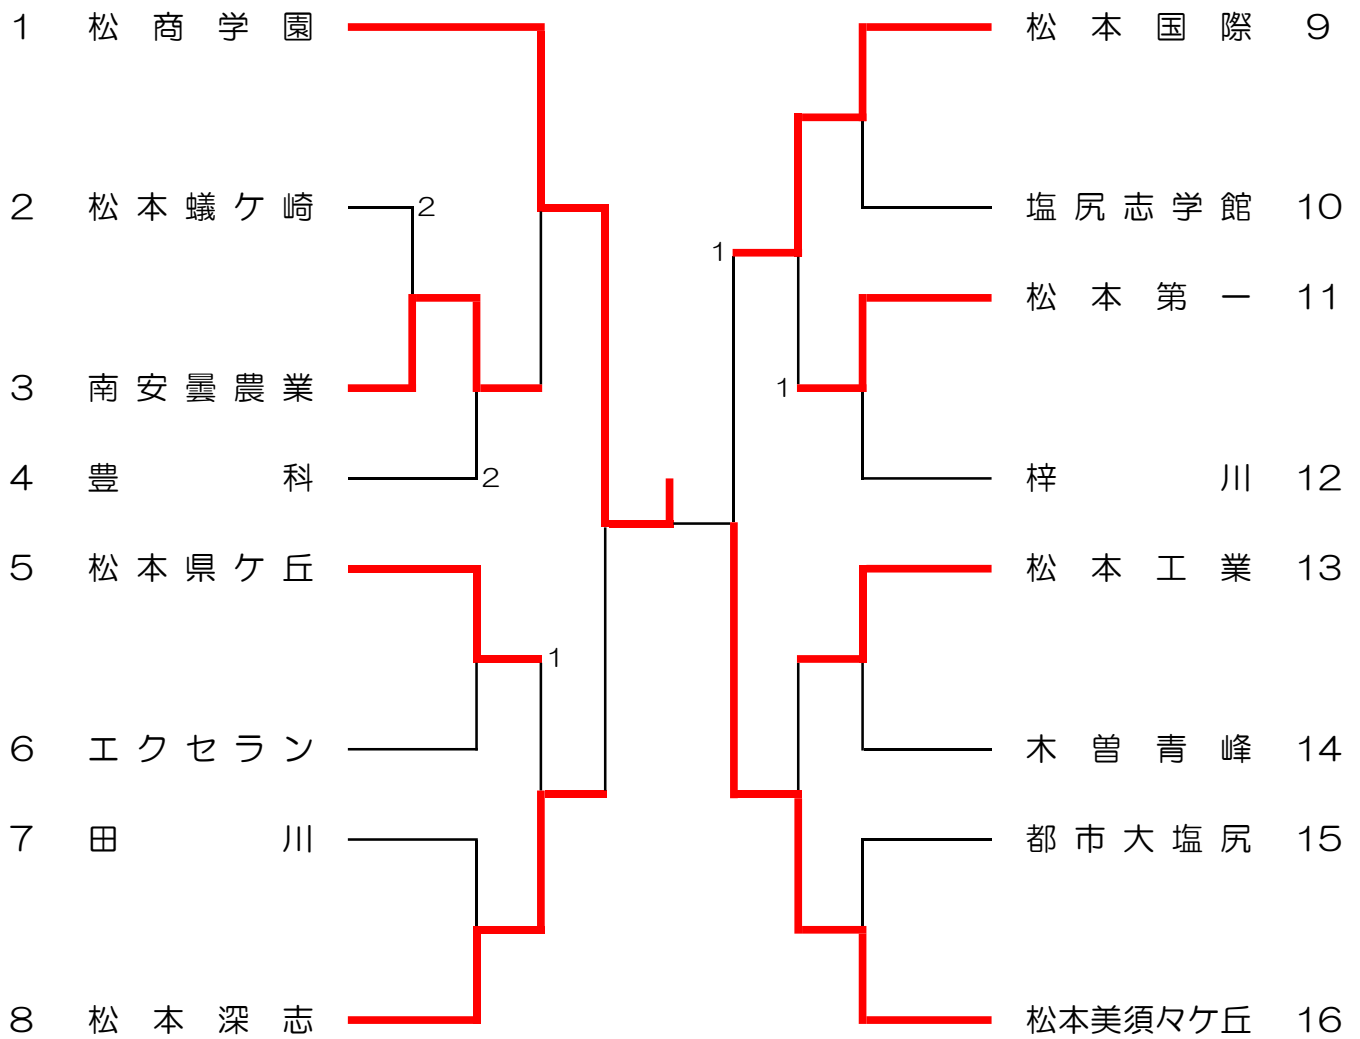 1 松商学園
2 松本蟻ケ崎 2
3 南安曇農業
4 豊科 2
5 松本県ケ丘
1
6 エクセラン
7 田川
8 松本深志
松本国際 9
塩尻志学館 10
1
松本第一 11
1
梓川 12
松本工業 13
木曽青峰 14
都市大塩尻 15
松本美須々ケ丘 16